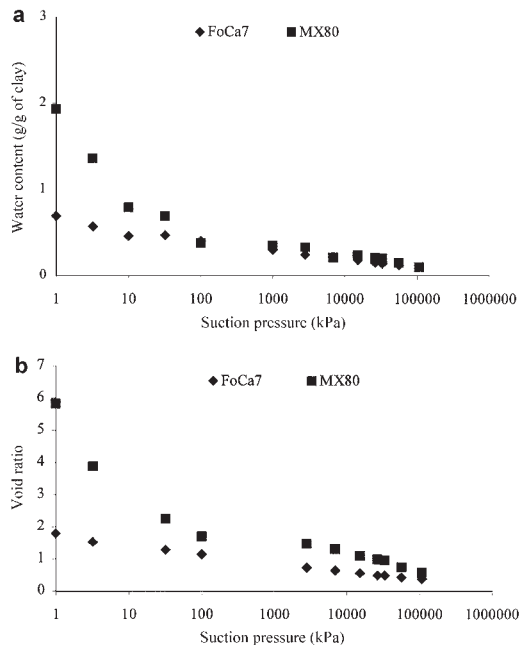 a
3
FoCa7
MX80
2
1
0
Water content (g/g of clay)
1
10
100
1000
10000
100000
1000000
Suction pressure (kPa)
b
7
FoCa7
MX80
6
5
4
3
2
1
0
Void ratio
1
10
100
1000
10000
100000
1000000
Suction pressure (kPa)